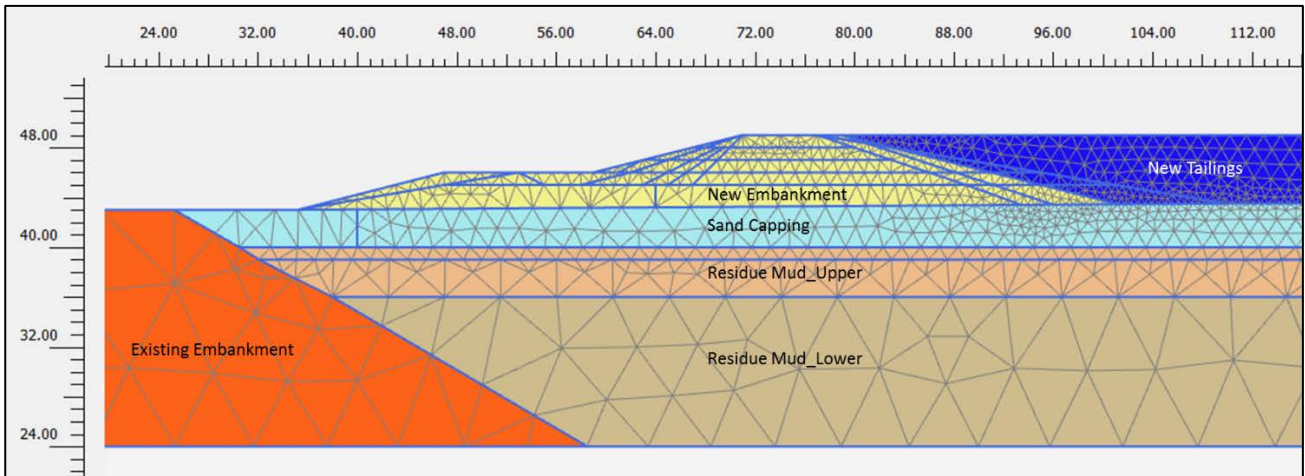 24.00 32.00 40.00 48.00 56.00 64.00 72.00 80.00 88.00 96.00 104.00 112.00
48.00
New Tailings
New Embankment
Sand Capping
40.00
Residue Mud_Upper
32.00
Existing Embankment
Residue Mud_Lower
24.00